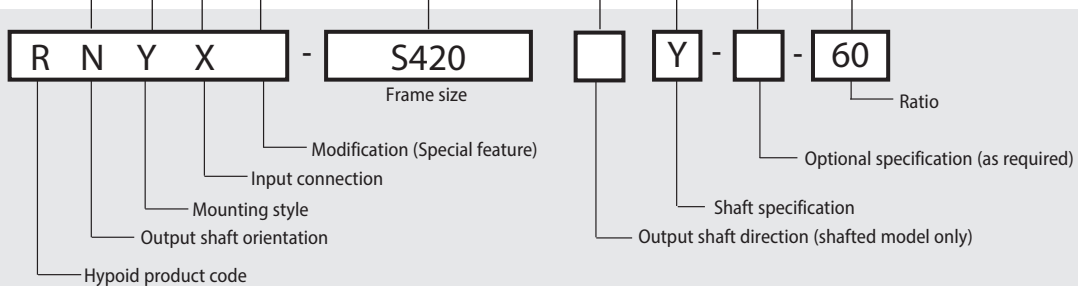 R N Y X - S420 Y - - 60
Frame size
Ratio
Modification (Special feature)
Optional specification (as required)
Input connection
Mounting style
Shaft specification
Output shaft orientation
Output shaft direction (shafted model only)
Hypoid product code